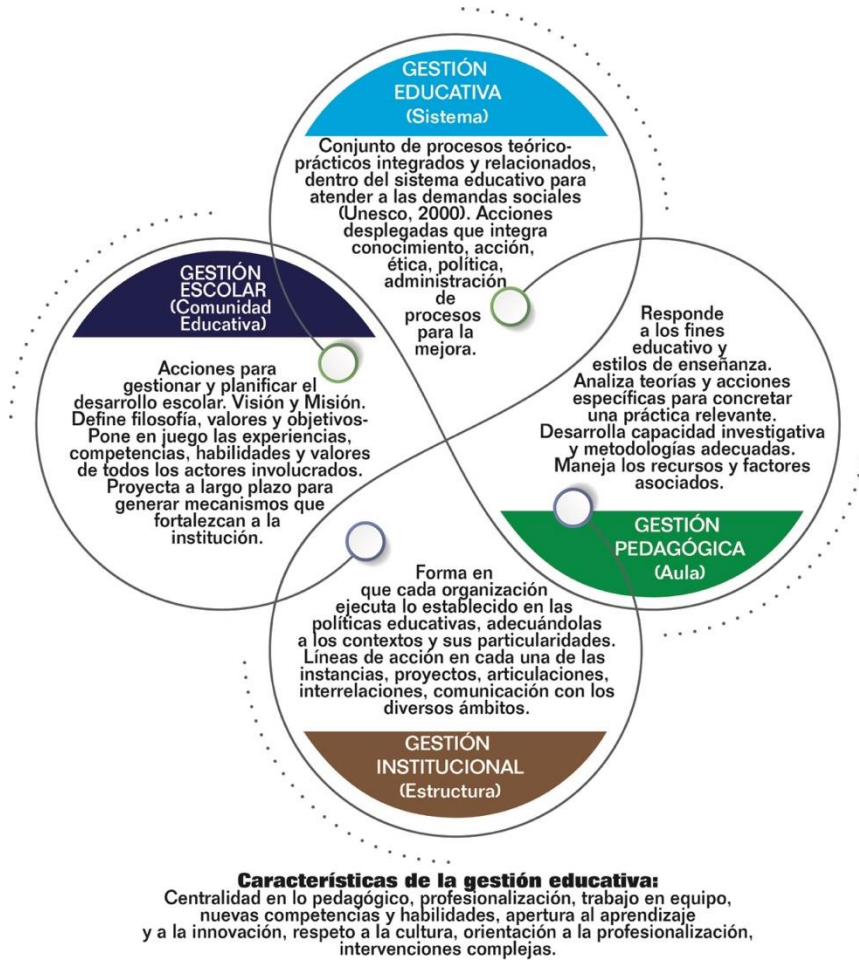 GESTIÓN
EDUCATIVA
(Sistema)
Conjunto de procesos teórico-
prácticos integrados y relacionados,
dentro del sistema educativo para
atender a las demandas sociales
(Unesco, 2000). Acciones
desplegadas que integra
conocimiento, acción,
ética, política,
administración
de
procesos
para la
mejora.
GESTIÓN
ESCOLAR
(Comunidad
Educativa)
Acciones para
gestionar y planificar el
desarrollo escolar. Visión y Misión.
Define filosofía, valores y objetivos-
Pone en juego las experiencias,
competencias, habilidades y valores
de todos los actores involucrados.
Proyecta a largo plazo para
generar mecanismos que
fortalezcan a la
institución.
Responde
a los fines
educativo y
estilos de enseñanza.
Analiza teorías y acciones
específicas para concretar
una práctica relevante.
Desarrolla capacidad investigativa
y metodologías adecuadas.
Maneja los recursos y factores
asociados.
GESTIÓN
PEDAGÓGICA
(Aula)
Forma en
que cada organización
ejecuta lo establecido en las
políticas educativas, adecuándolas
a los contextos y sus particularidades.
Líneas de acción en cada una de las
instancias, proyectos, articulaciones,
interrelaciones, comunicación con los
diversos ámbitos.
GESTIÓN
INSTITUCIONAL
(Estructura)
Características de la gestión educativa:
Centralidad en lo pedagógico, profesionalización, trabajo en equipo,
nuevas competencias y habilidades, apertura al aprendizaje
y a la innovación, respeto a la cultura, orientación a la profesionalización,
intervenciones complejas.